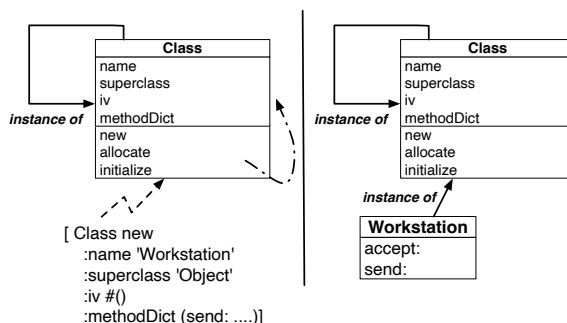 Class
name
superclass
iv
methodDict
new
allocate
initialize
instance of
[ Class new
:name 'Workstation'
:superclass 'Object'
:iv #()
:methodDict (send: ....)]
Class
name
superclass
iv
methodDict
new
allocate
initialize
instance of
instance of
Workstation
accept:
send: